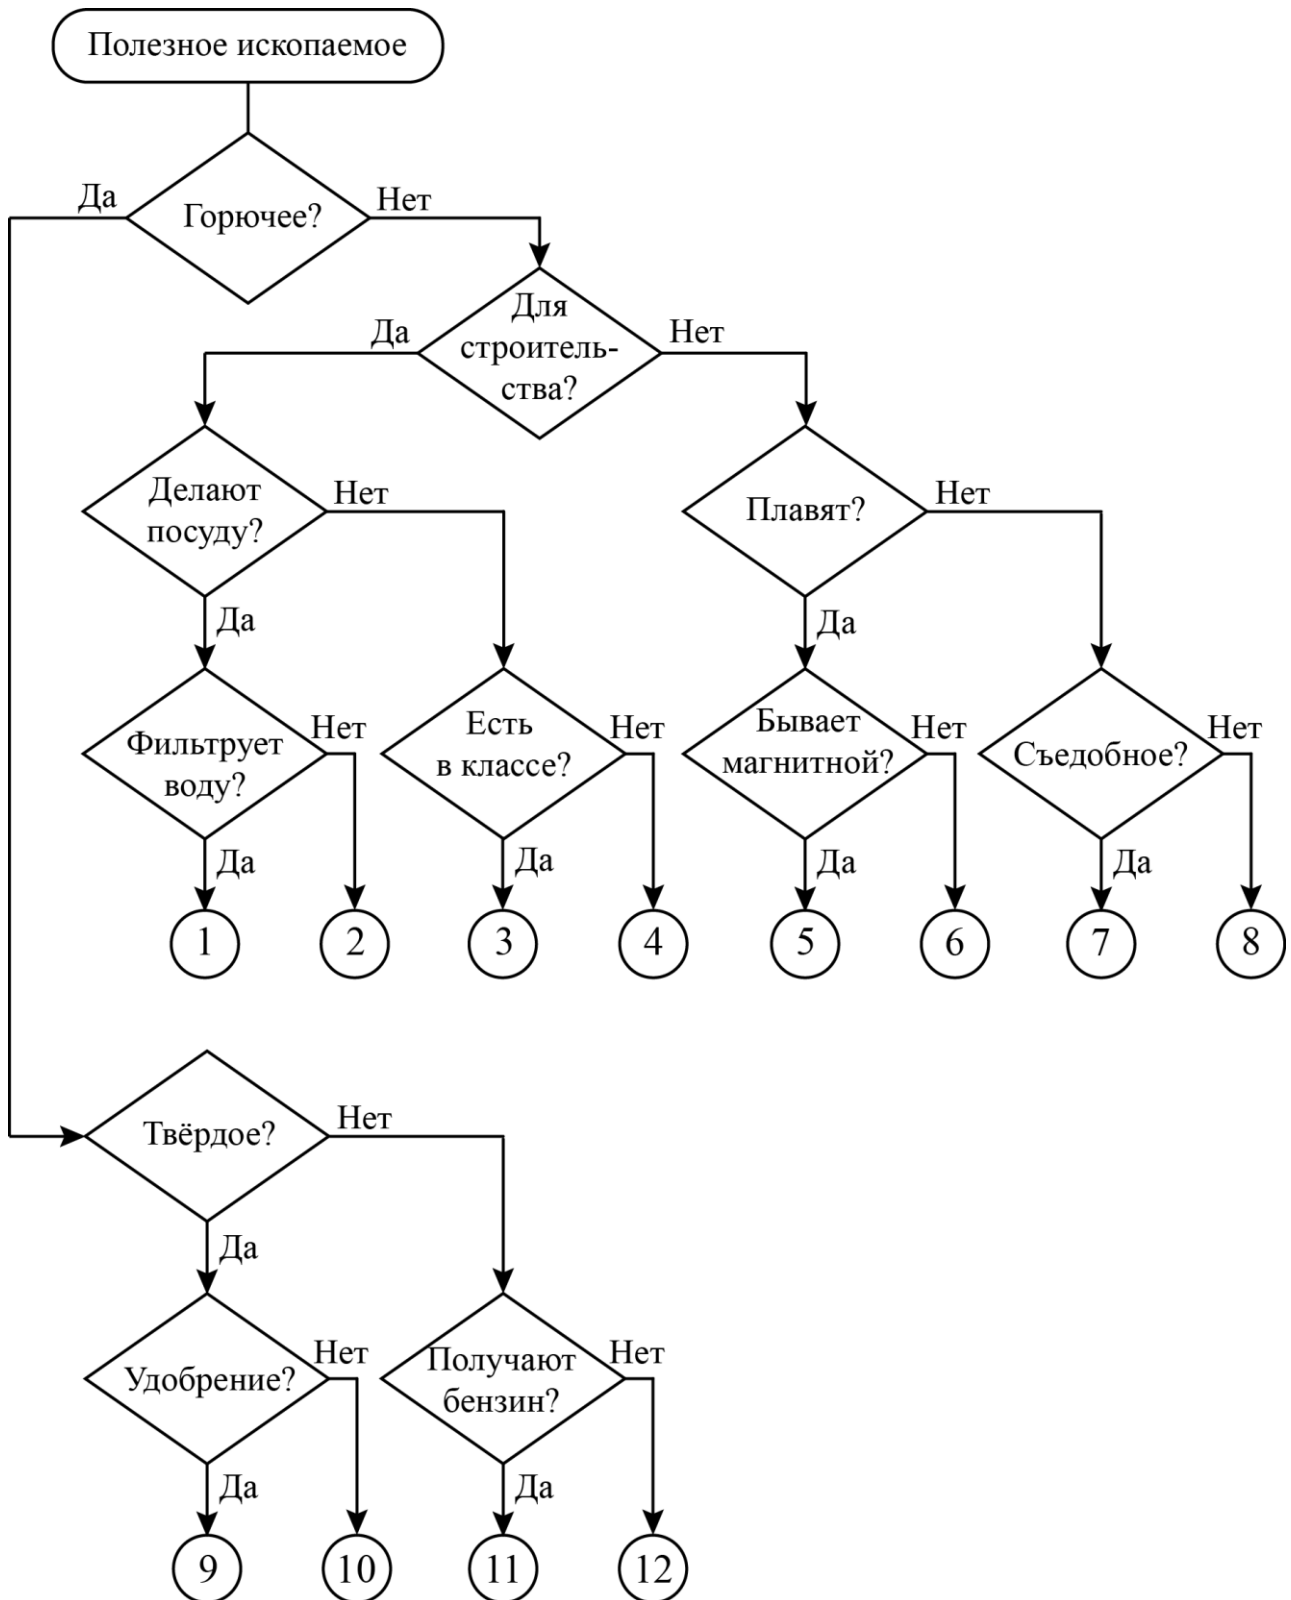 Полезное ископаемое
Горючее?
Да
Нет
Для
строитель-
ства?
Да
Нет
Делают
посуду?
Нет
Да
Плавят?
Нет
Да
Фильтрует
воду?
Нет
Да
Есть
в классе?
Нет
Да
Бывает
магнитной?
Нет
Да
Съедобное?
Нет
Да
1
2
3
4
5
6
7
8
Твёрдое?
Нет
Да
Удобрение?
Нет
Да
Получают
бензин?
Нет
Да
9
10
11
12